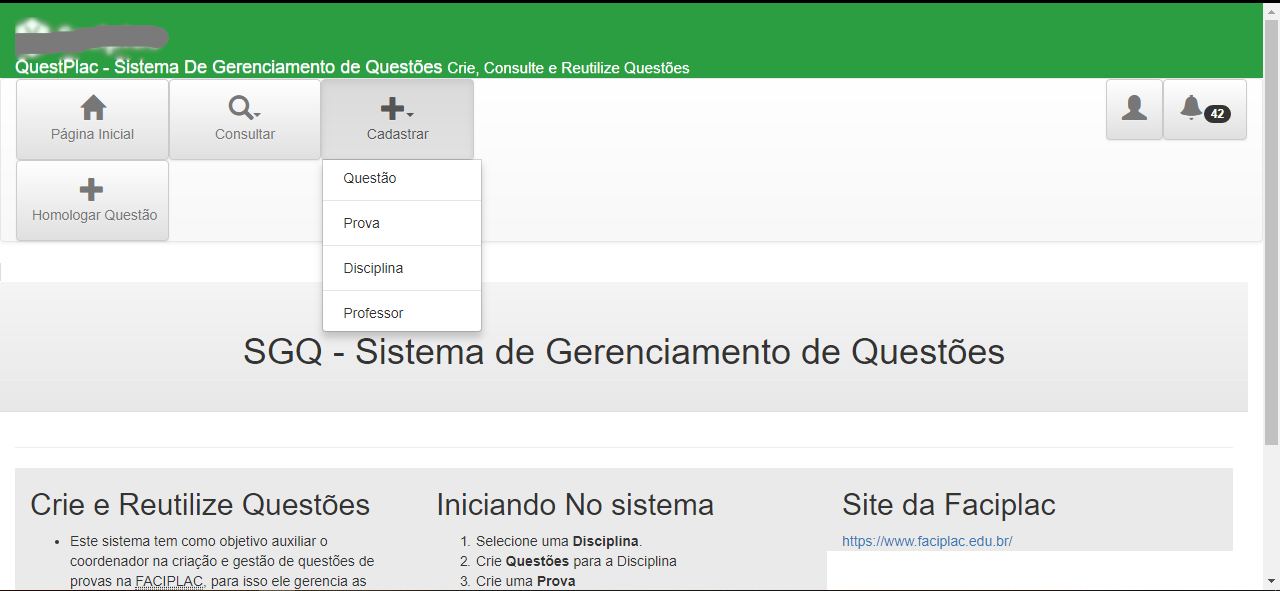 QuestPlac - Sistema De Gerenciamento de Questões Crie, Consulte e Reutilize Questões
Página Inicial
Consultar
Cadastrar
42
Homologar Questão
Questão
Prova
Disciplina
Professor
SGQ - Sistema de Gerenciamento de Questões
Crie e Reutilize Questões
• Este sistema tem como objetivo auxiliar o
coordenador na criação e gestão de questões de
provas na FACIPLAC, para isso ele gerencia as
Iniciando No sistema
1. Selecione uma Disciplina.
2. Crie Questões para a Disciplina
3. Crie uma Prova
Site da Faciplac
https://www.faciplac.edu.br/